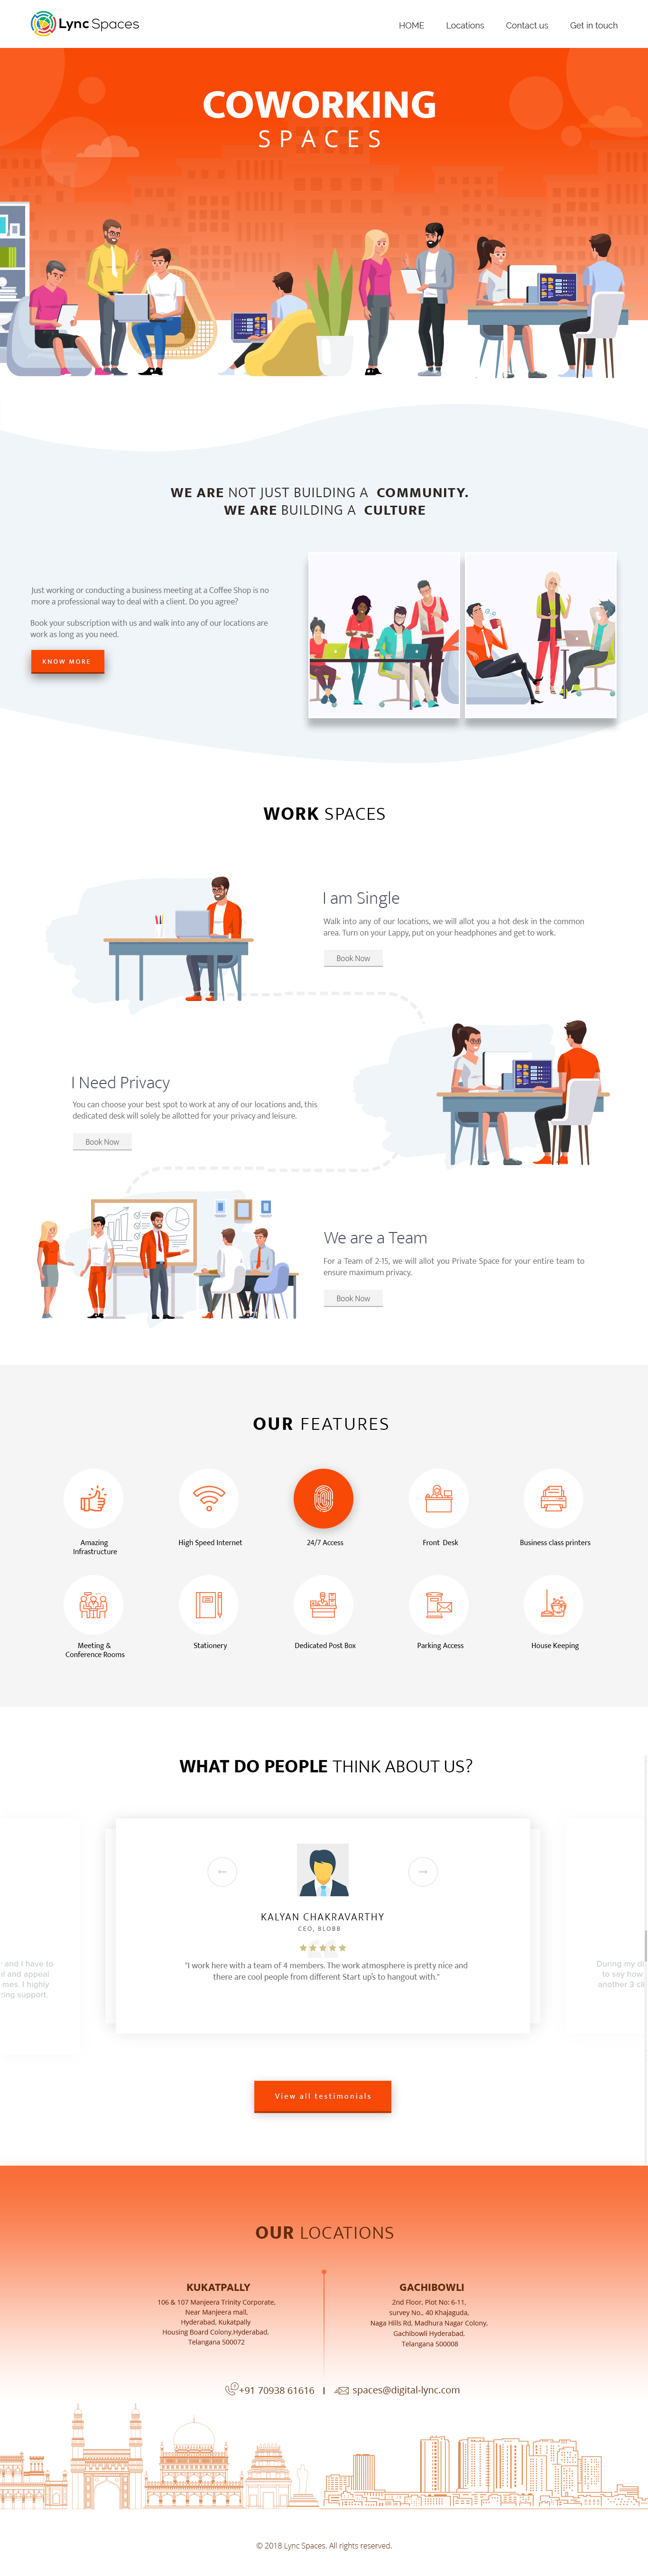 Lync Spaces
HOME Locations Contact us Get in touch
COWORKING
SPACES
WE ARE NOT JUST BUILDING A COMMUNITY.
WE ARE BUILDING A CULTURE
Just working or conducting a business meeting at a Coffee Shop is no
more a professional way to deal with a client. Do you agree?
Book your subscription with us and walk into any of our locations are
work as long as you need.
KNOW MORE
WORK SPACES
I am Single
Walk into any of our locations, we will allot you a hot desk in the common
area. Turn on your Lappy, put on your headphones and get to work.
Book Now
I Need Privacy
You can choose your best spot to work at any of our locations and, this
dedicated desk will solely be allotted for your privacy and leisure.
Book Now
We are a Team
For a Team of 2-15, we will allot you Private Space for your entire team to
ensure maximum privacy.
Book Now
OUR FEATURES
Amazing
Infrastructure
High Speed Internet
24/7 Access
Front Desk
Business class printers
Meeting &
Conference Rooms
Stationery
Dedicated Post Box
Parking Access
House Keeping
WHAT DO PEOPLE THINK ABOUT US?
KALYAN CHAKRAVARTHY
CEO, BLOBB
"I work here with a team of 4 members. The work atmosphere is pretty nice and
there are cool people from different Start up's to hangout with."
and I have to
and appeal
mes. I highly
ring support.
During my
to say how
another 3
View all testimonials
OUR LOCATIONS
KUKATPALLY
106 & 107 Manjeera Trinity Corporate,
Near Manjeera mall,
Hyderabad, Kukatpally
Housing Board Colony,Hyderabad,
Telangana 500072
GACHIBOWLI
2nd Floor, Plot No: 6-11,
survey No., 40 Khajaguda,
Naga Hills Rd, Madhura Nagar Colony,
Gachibowli Hyderabad,
Telangana 500008
+91 70938 61616 | spaces@digital-lync.com
© 2018 Lync Spaces. All rights reserved.